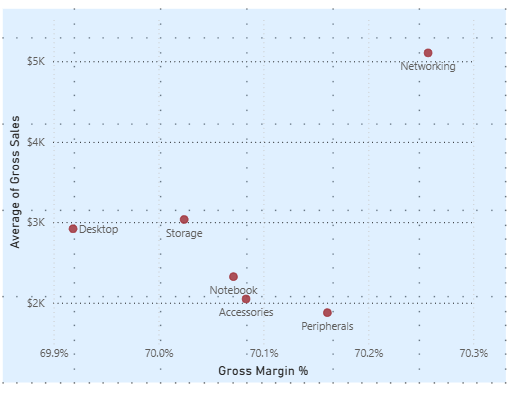 $5K
Networking
$4K
$3K
Desktop
Storage
Notebook
$2K
Accessories
Peripherals
Average of Gross Sales
69.9% 70.0% 70.1% 70.2% 70.3%
Gross Margin %